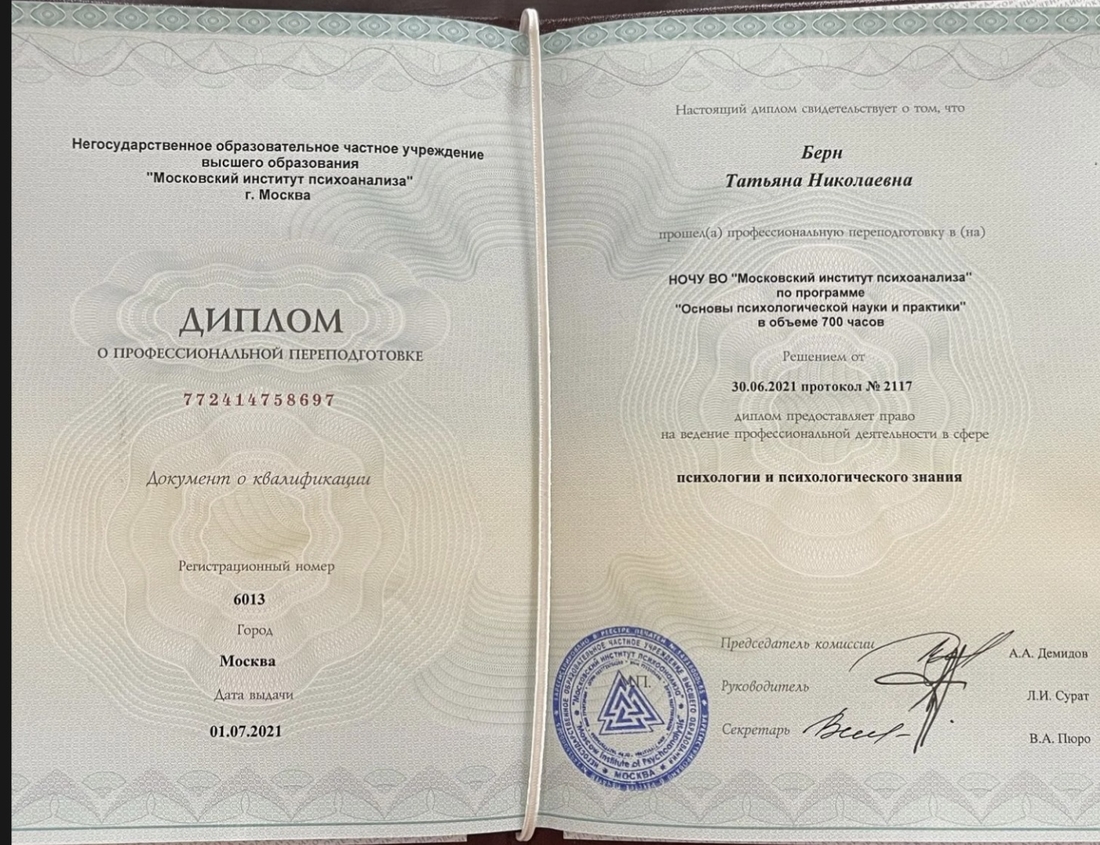 Негосударственное образовательное частное учреждение
высшего образования
"Московский институт психоанализа"
г. Москва
ДИПЛОМ
О ПРОФЕССИОНАЛЬНОЙ ПЕРЕПОДГОТОВКЕ
772414758697
Документ о квалификации
Регистрационный номер
6013
Город
Москва
Дата выдачи
01.07.2021
Настоящий диплом свидетельствует о том, что
Берн
Татьяна Николаевна
прошел(а) профессиональную переподготовку в (на)
НОЧУ ВО "Московский институт психоанализа"
по программе
"Основы психологической науки и практики"
в объеме 700 часов
Решением от
30.06.2021 протокол № 2117
диплом предоставляет право
на ведение профессиональной деятельности в сфере
психологии и психологического знания
Председатель комиссии
А.А. Демидов
Руководитель
Л.И. Сурат
Секретарь
В.А. Пюро
М.П.
Moscow Institute of Psychoanalysis
МОСКВА